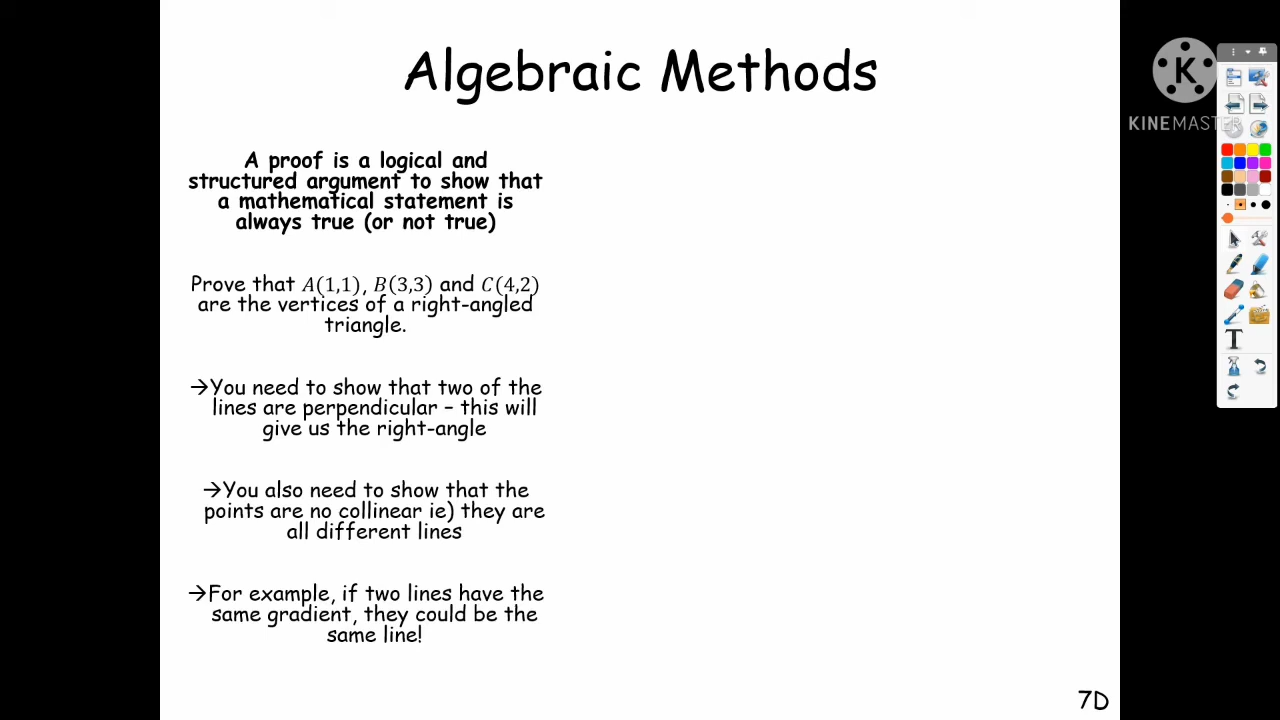 Algebraic Methods
A proof is a logical and
structured argument to show that
a mathematical statement is
always true (or not true)
Prove that A(1,1), B(3,3) and C(4,2)
are the vertices of a right-angled
triangle.
→You need to show that two of the
lines are perpendicular – this will
give us the right-angle
→You also need to show that the
points are no collinear ie) they are
all different lines
→For example, if two lines have the
same gradient, they could be the
same line!
7D
K
KINEMASTER
T